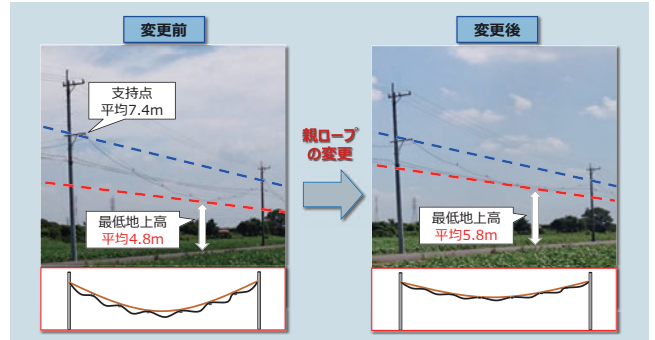 変更前
変更後
支持点
平均7.4m
親ロープ
の変更
最低地上高
平均4.8m
最低地上高
平均5.8m